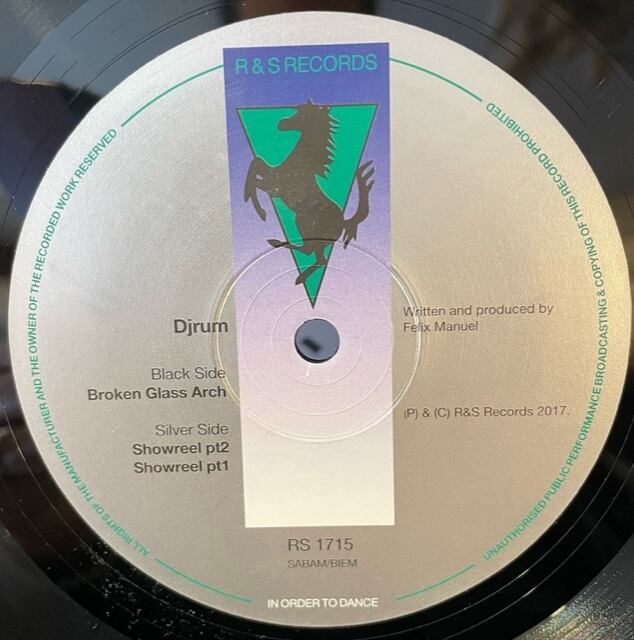 R & S RECORDS
ALL RIGHTS OF THE MANUFACTURER AND THE OWNER OF THE RECORDED WORK RESERVED
UNAUTHORISED PUBLIC PERFORMANCE BROADCASTING & COPYING OF THIS RECORD PROHIBITED
Djrum
Black Side
Broken Glass Arch
Silver Side
Showreel pt2
Showreel pt1
Written and produced by
Felix Manuel
(P) & (C) R&S Records 2017.
RS 1715
SABAM/BIEM
IN ORDER TO DANCE